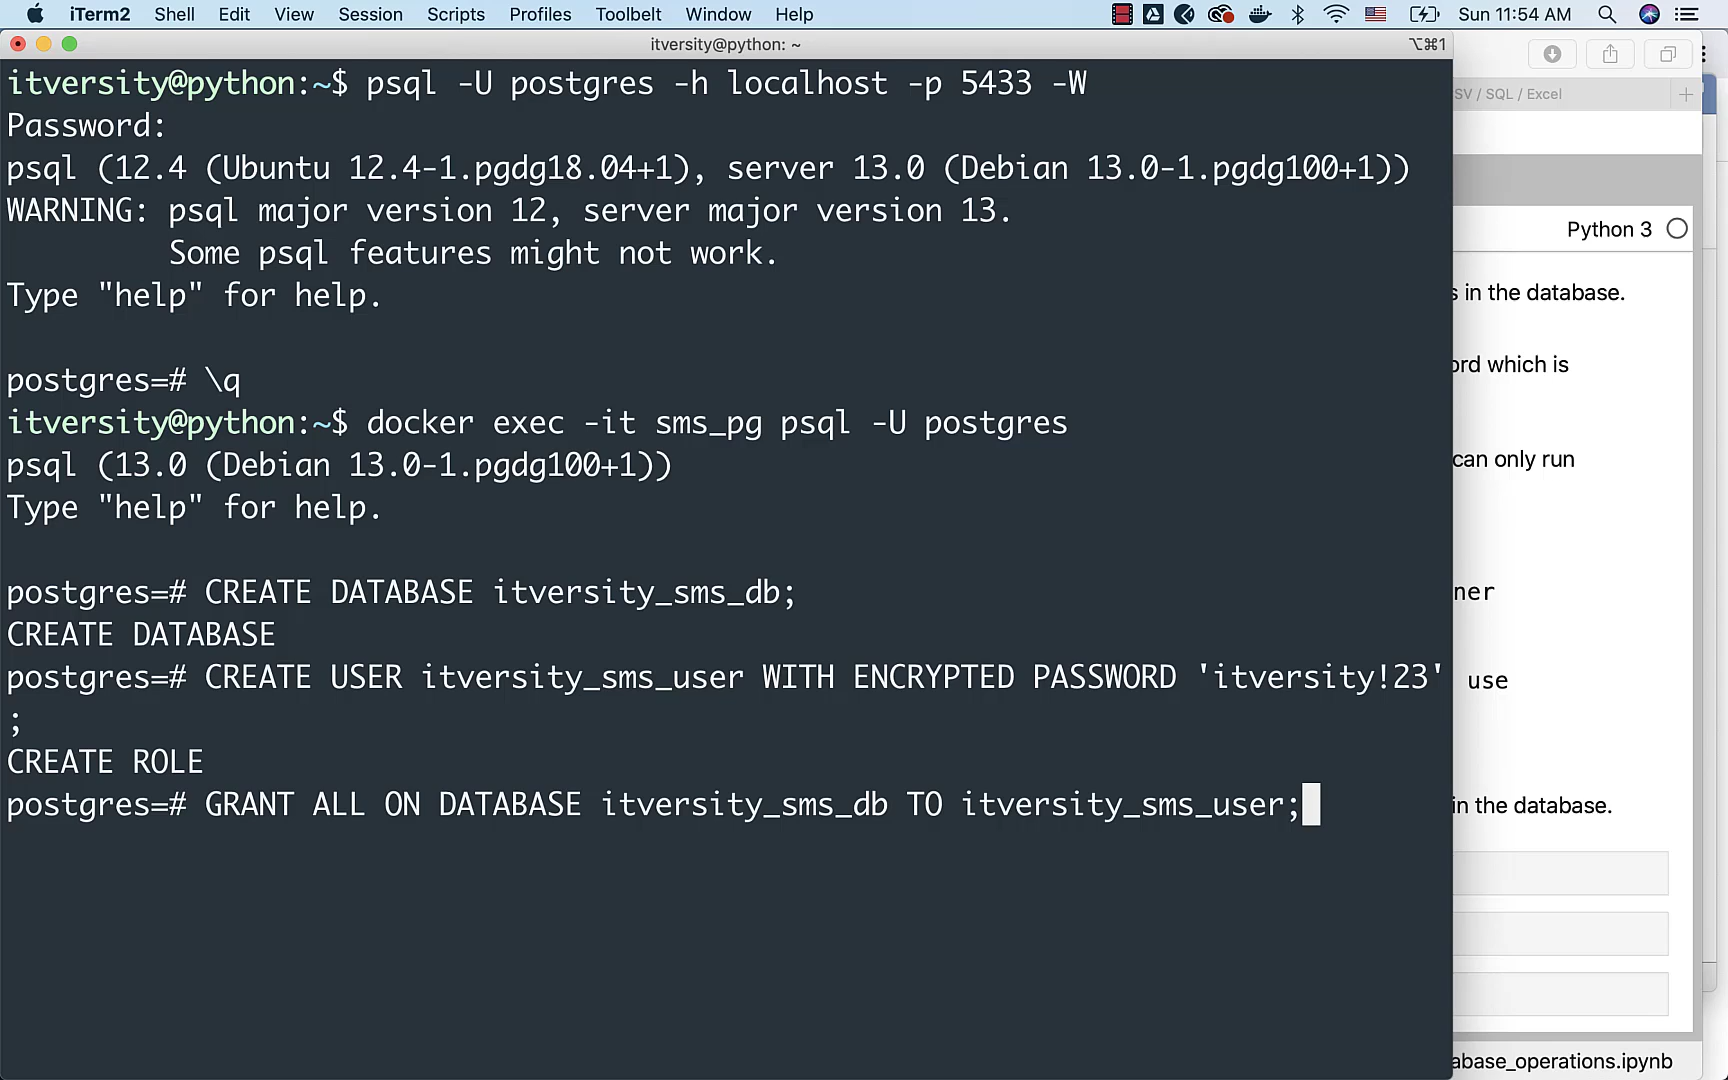 iTerm2 Shell Edit View Session Scripts Profiles Toolbelt Window Help Sun 11:54 AM
itversity@python: ~ ⌥⌘1
itversity@python:~$ psql -U postgres -h localhost -p 5433 -W
SV / SQL / Excel
Password:
psql (12.4 (Ubuntu 12.4-1.pgdg18.04+1), server 13.0 (Debian 13.0-1.pgdg100+1))
WARNING: psql major version 12, server major version 13.
Python 3
Some psql features might not work.
Type "help" for help.
s in the database.
ord which is
postgres=# \q
itversity@python:~$ docker exec -it sms_pg psql -U postgres
psql (13.0 (Debian 13.0-1.pgdg100+1))
can only run
Type "help" for help.
postgres=# CREATE DATABASE itversity_sms_db;
ner
CREATE DATABASE
postgres=# CREATE USER itversity_sms_user WITH ENCRYPTED PASSWORD 'itversity!23'
use
;
CREATE ROLE
postgres=# GRANT ALL ON DATABASE itversity_sms_db TO itversity_sms_user;
in the database.
abase_operations.ipynb